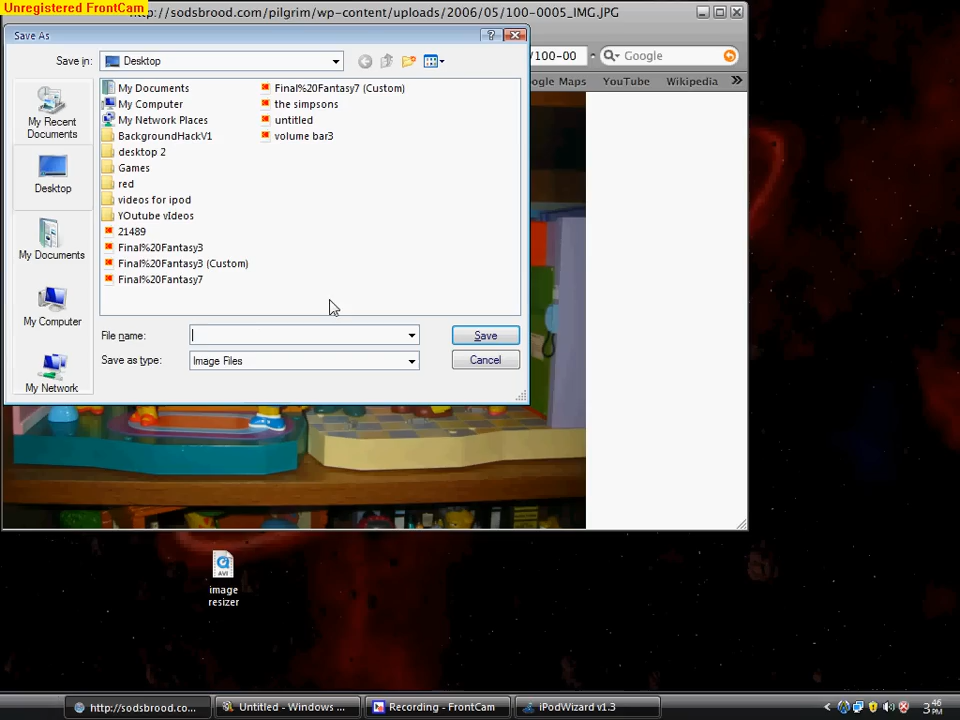 Unregistered FrontCam
http://sodsbrood.com/pilgrim/wp-content/uploads/2006/05/100-0005_IMG.JPG
Save As
Save in: Desktop
/100-00
Google
ogle Maps YouTube Wikipedia »
My Recent Documents
Desktop
My Documents
My Computer
My Network
My Documents
My Computer
My Network Places
BackgroundHackV1
desktop 2
Games
red
videos for ipod
YOutube vIdeos
21489
Final%20Fantasy3
Final%20Fantasy3 (Custom)
Final%20Fantasy7
Final%20Fantasy7 (Custom)
the simpsons
untitled
volume bar3
File name:
Save
Save as type: Image Files
Cancel
AVI
image
resizer
http://sodsbrood.co...
Untitled - Windows ...
Recording - FrontCam
iPodWizard v1.3
3:46 PM